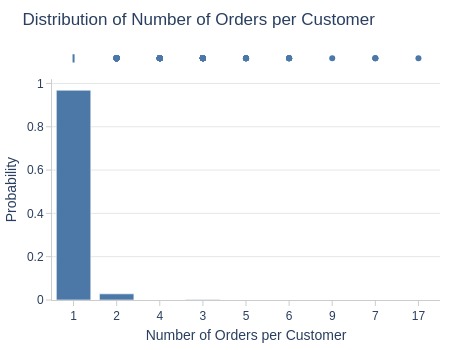 Distribution of Number of Orders per Customer
1
0.8
0.6
0.4
0.2
0
Probability
1 2 4 3 5 6 9 7 17
Number of Orders per Customer